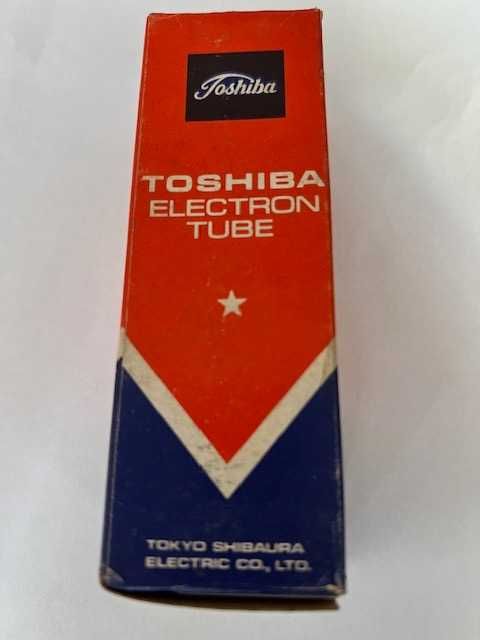 Toshiba
TOSHIBA
ELECTRON
TUBE
TOKYO SHIBAURA
ELECTRIC CO., LTD.